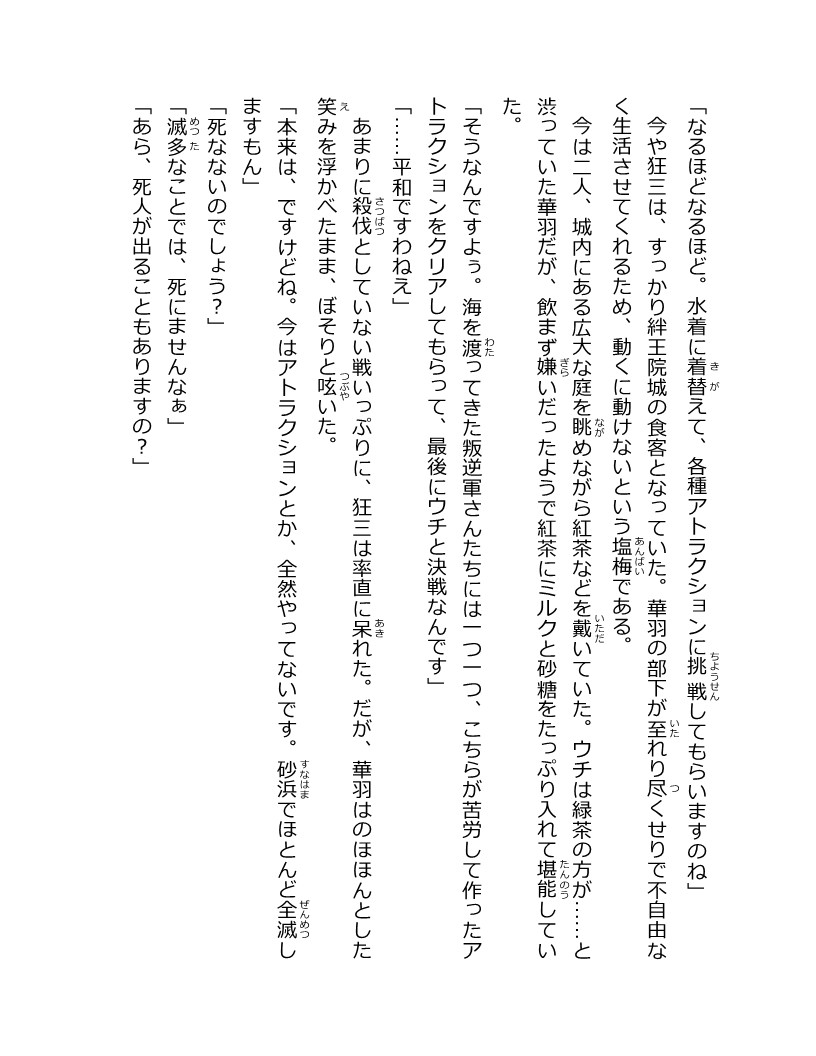 「なるほどなるほど。水着に着替えて、各種アトラクションに挑戦してもらいますのね」
　今や狂三は、すっかり絆王院城の食客となっていた。華羽の部下が至れり尽くせりで不自由な
く生活させてくれるため、動くに動けないという塩梅である。
　今は二人、城内にある広大な庭を眺めながら紅茶などを戴いていた。ウチは緑茶の方が……と
渋っていた華羽だが、飲まず嫌いだったようで紅茶にミルクと砂糖をたっぷり入れて堪能してい
た。
「そうなんですよぅ。海を渡ってきた叛逆軍さんたちには一つ一つ、こちらが苦労して作ったア
トラクションをクリアしてもらって、最後にウチと決戦なんです」
「……平和ですわねえ」
　あまりに殺伐としていない戦いっぷりに、狂三は率直に呆れた。だが、華羽はのほほんとした
笑みを浮かべたまま、ぼそりと呟いた。
「本来は、ですけどね。今はアトラクションとか、全然やってないです。砂浜でほとんど全滅し
ますもん」
「死なないのでしょう？」
「滅多なことでは、死にませんなぁ」
「あら、死人が出ることもありますの？」